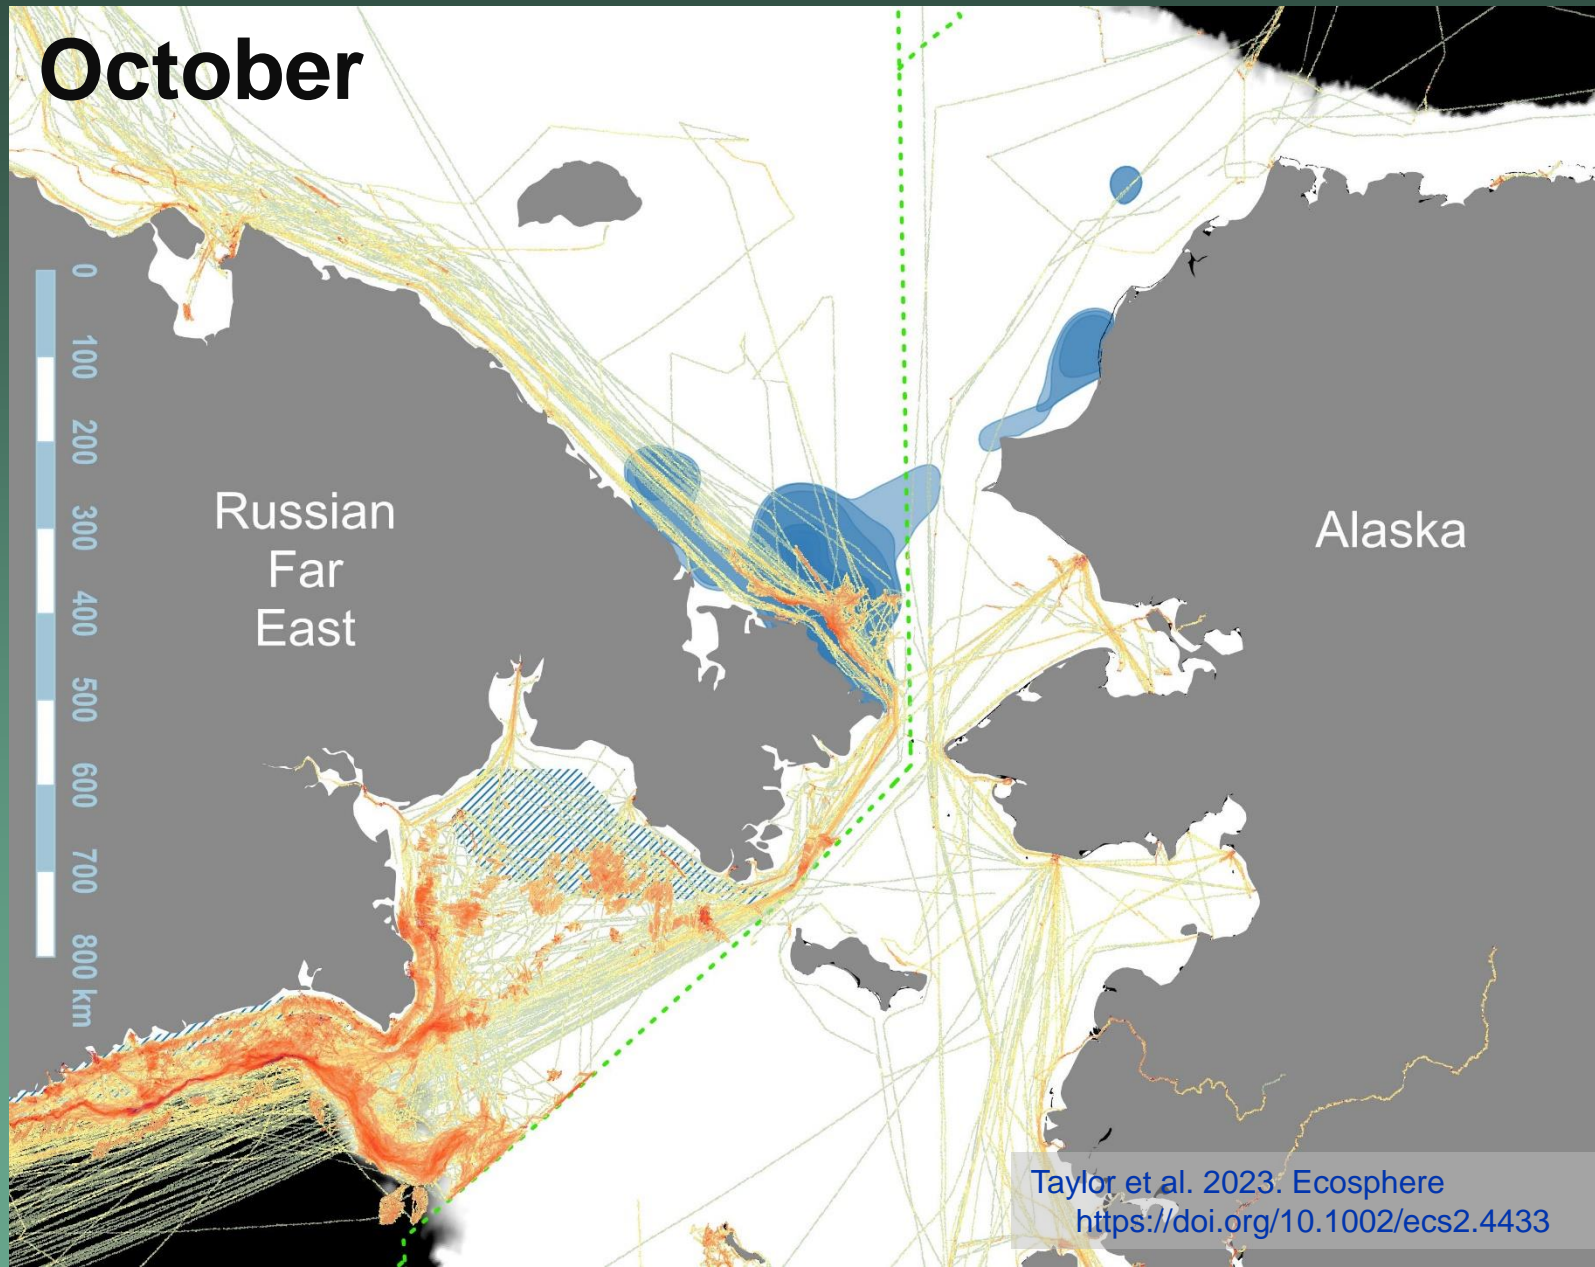 October
0
100
200
300
400
500
600
700
800 km
Russian
Far
East
Alaska
Taylor et al. 2023. Ecosphere
https://doi.org/10.1002/ecs2.4433